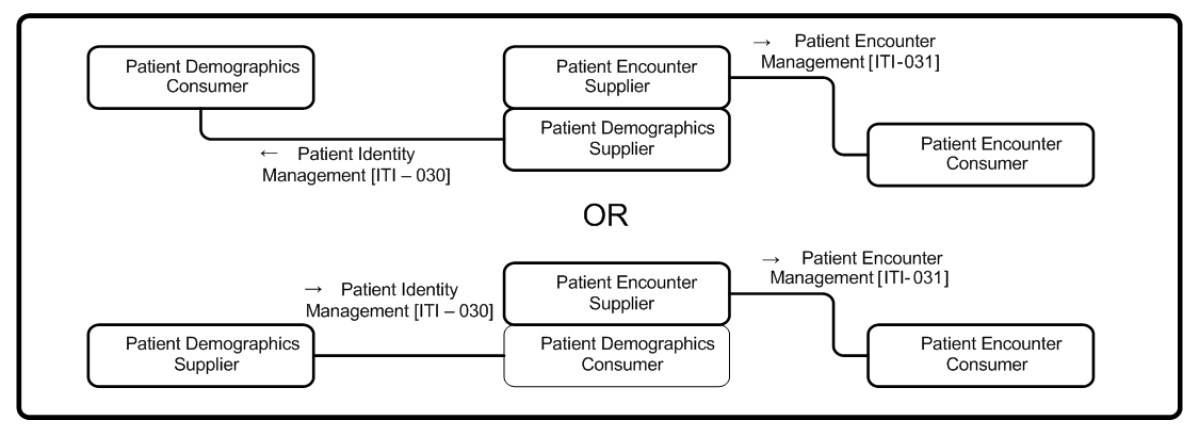 → Patient Encounter
Management [ITI-031]
Patient Demographics
Consumer
Patient Encounter
Supplier
Patient Demographics
Supplier
← Patient Identity
Management [ITI – 030]
Patient Encounter
Consumer
OR
→ Patient Encounter
Management [ITI-031]
→ Patient Identity
Management [ITI – 030]
Patient Encounter
Supplier
Patient Demographics
Supplier
Patient Demographics
Consumer
Patient Encounter
Consumer